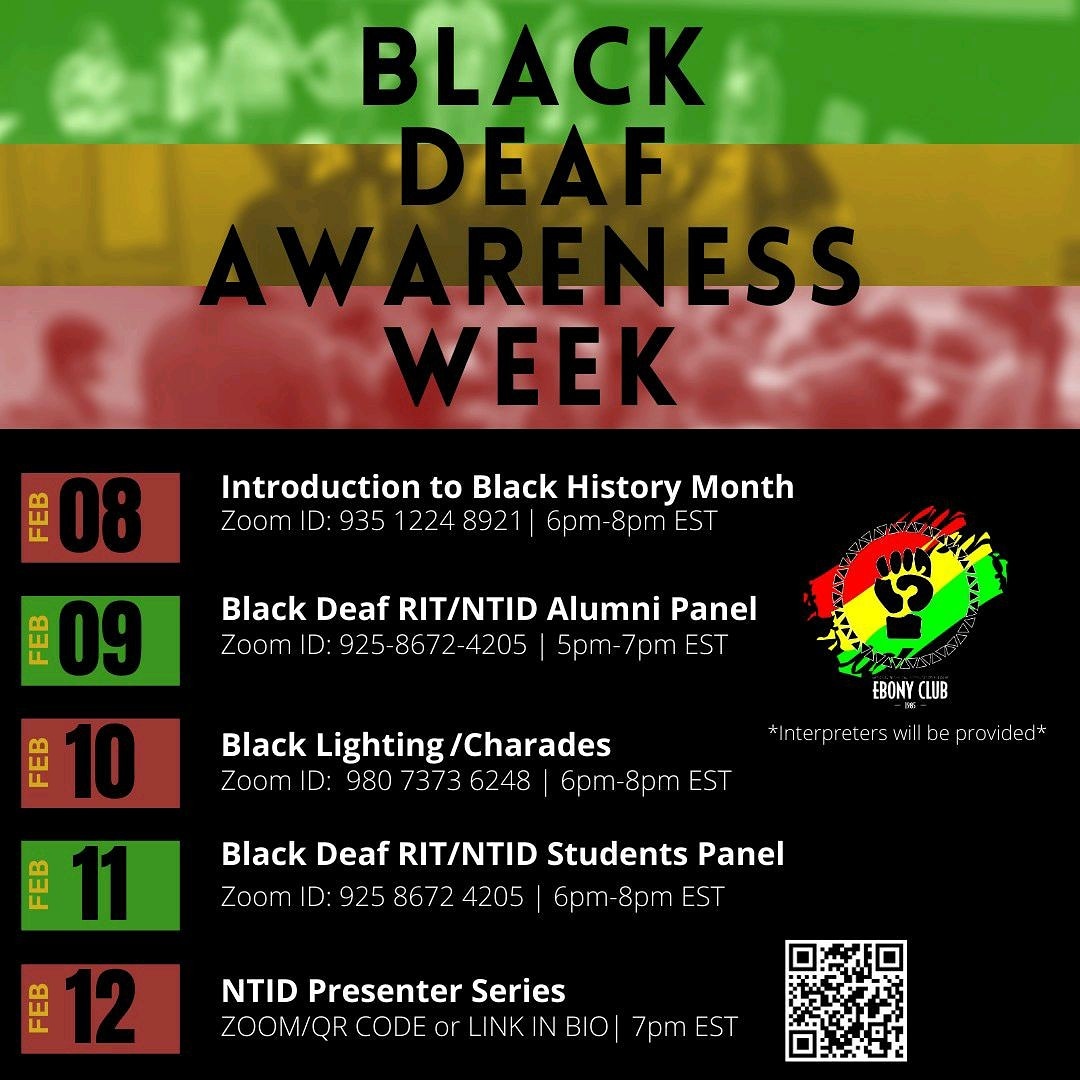 BLACK
DEAF
AWARENESS
WEEK
FEB 08
Introduction to Black History Month
Zoom ID: 935 1224 8921| 6pm-8pm EST
FEB 09
Black Deaf RIT/NTID Alumni Panel
Zoom ID: 925-8672-4205 | 5pm-7pm EST
EBONY CLUB
*Interpreters will be provided*
FEB 10
Black Lighting /Charades
Zoom ID: 980 7373 6248 | 6pm-8pm EST
FEB 11
Black Deaf RIT/NTID Students Panel
Zoom ID: 925 8672 4205 | 6pm-8pm EST
FEB 12
NTID Presenter Series
ZOOM/QR CODE or LINK IN BIO| 7pm EST